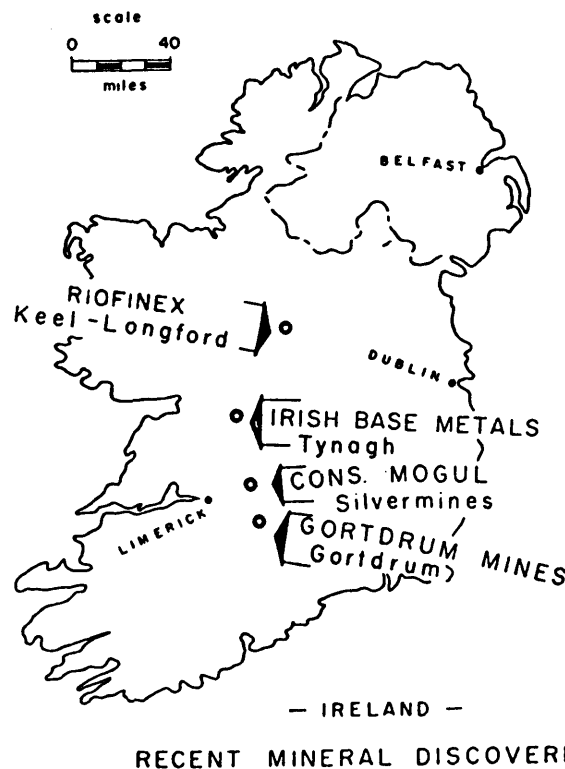 scale
0 40
miles
BELFAST
RIOFINEX
Keel-Longford
DUBLIN
IRISH BASE METALS
Tynagh
CONS. MOGUL
Silvermines
LIMERICK
GORTDRUM MINES
Gortdrum
— IRELAND —
RECENT MINERAL DISCOVERI